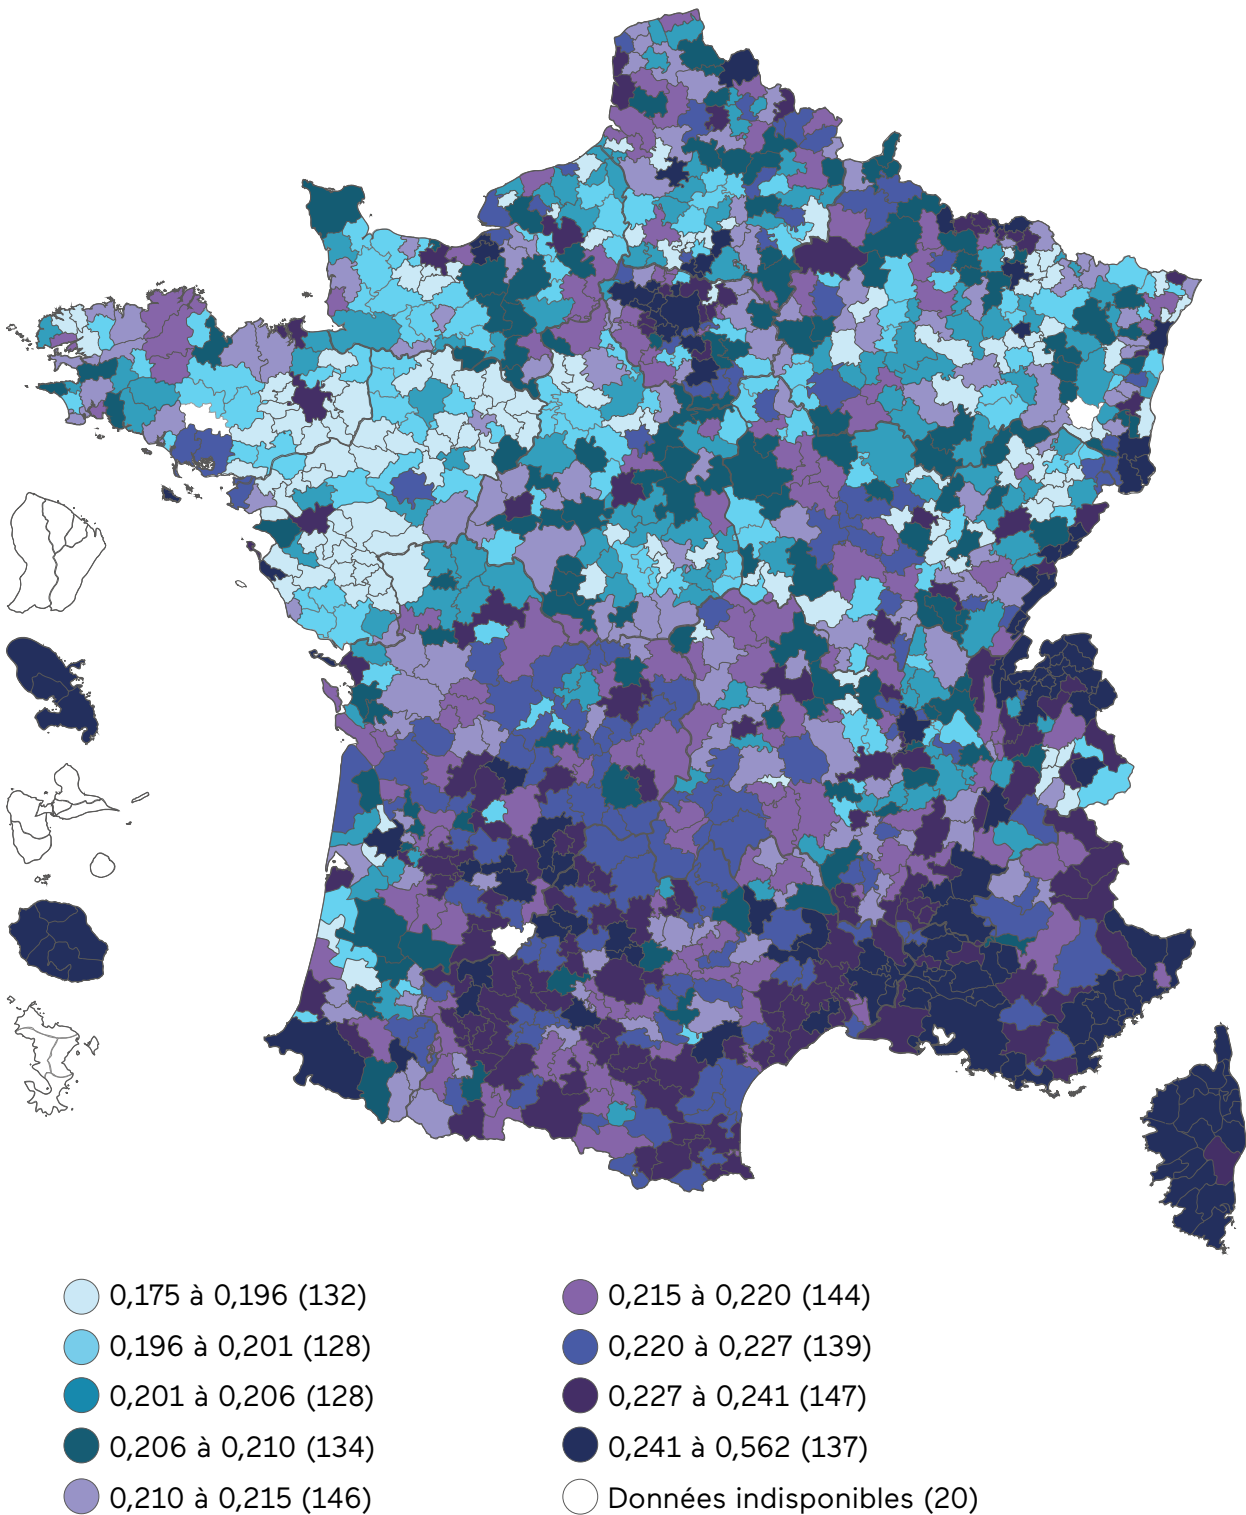 0,175 à 0,196 (132)
0,196 à 0,201 (128)
0,201 à 0,206 (128)
0,206 à 0,210 (134)
0,210 à 0,215 (146)
0,215 à 0,220 (144)
0,220 à 0,227 (139)
0,227 à 0,241 (147)
0,241 à 0,562 (137)
Données indisponibles (20)